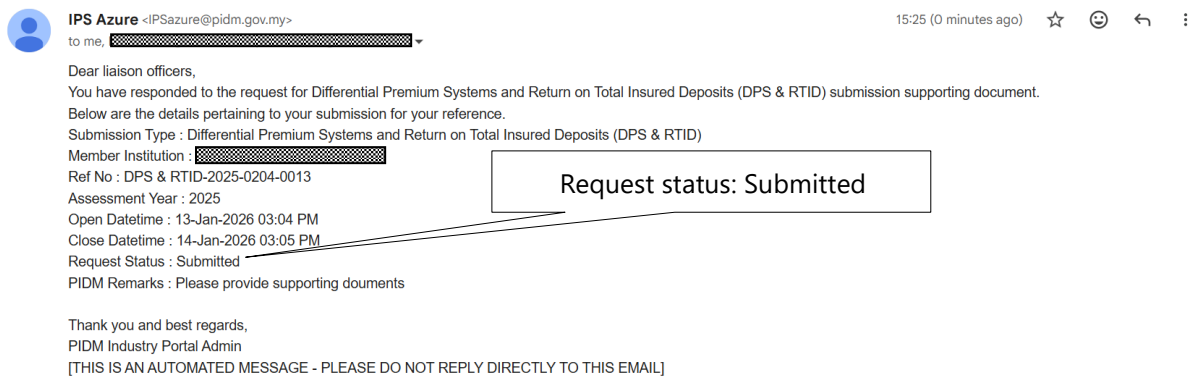 IPS Azure <IPSazure@pidm.gov.my>
15:25 (0 minutes ago)
to me,
Dear liaison officers,
You have responded to the request for Differential Premium Systems and Return on Total Insured Deposits (DPS & RTID) submission supporting document.
Below are the details pertaining to your submission for your reference.
Submission Type : Differential Premium Systems and Return on Total Insured Deposits (DPS & RTID)
Member Institution :
Ref No : DPS & RTID-2025-0204-0013
Assessment Year : 2025
Open Datetime : 13-Jan-2026 03:04 PM
Close Datetime : 14-Jan-2026 03:05 PM
Request Status : Submitted
PIDM Remarks : Please provide supporting douments
Request status: Submitted
Thank you and best regards,
PIDM Industry Portal Admin
[THIS IS AN AUTOMATED MESSAGE - PLEASE DO NOT REPLY DIRECTLY TO THIS EMAIL]